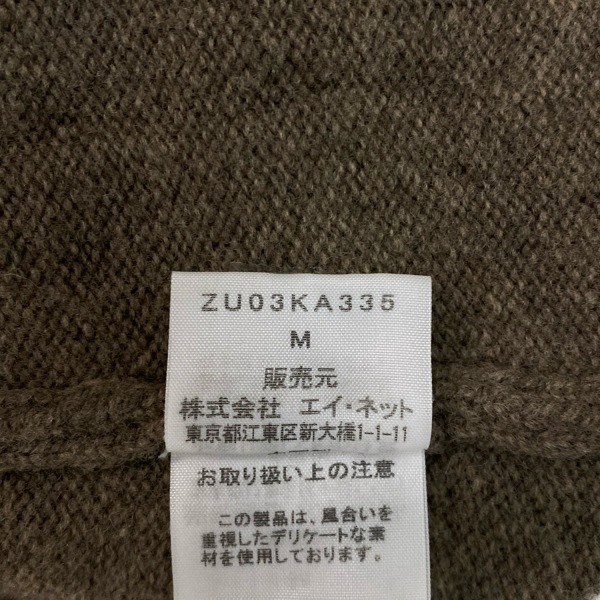 ZU03KA335
M
販売元
株式会社 エイ・ネット
東京都江東区新大橋1-1-11
お取り扱い上の注意
この製品は、風合いを
重視したデリケートな素
材を使用しております。